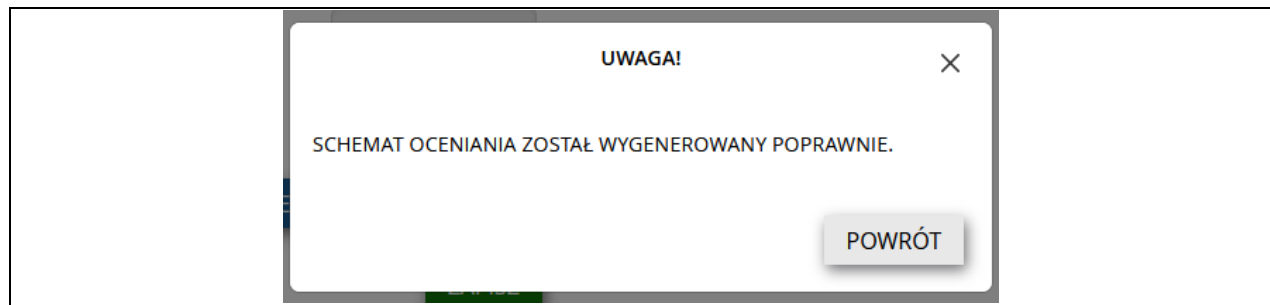 UWAGA!
SCHEMAT OCENIANIA ZOSTAŁ WYGENEROWANY POPRAWNIE.
POWRÓT